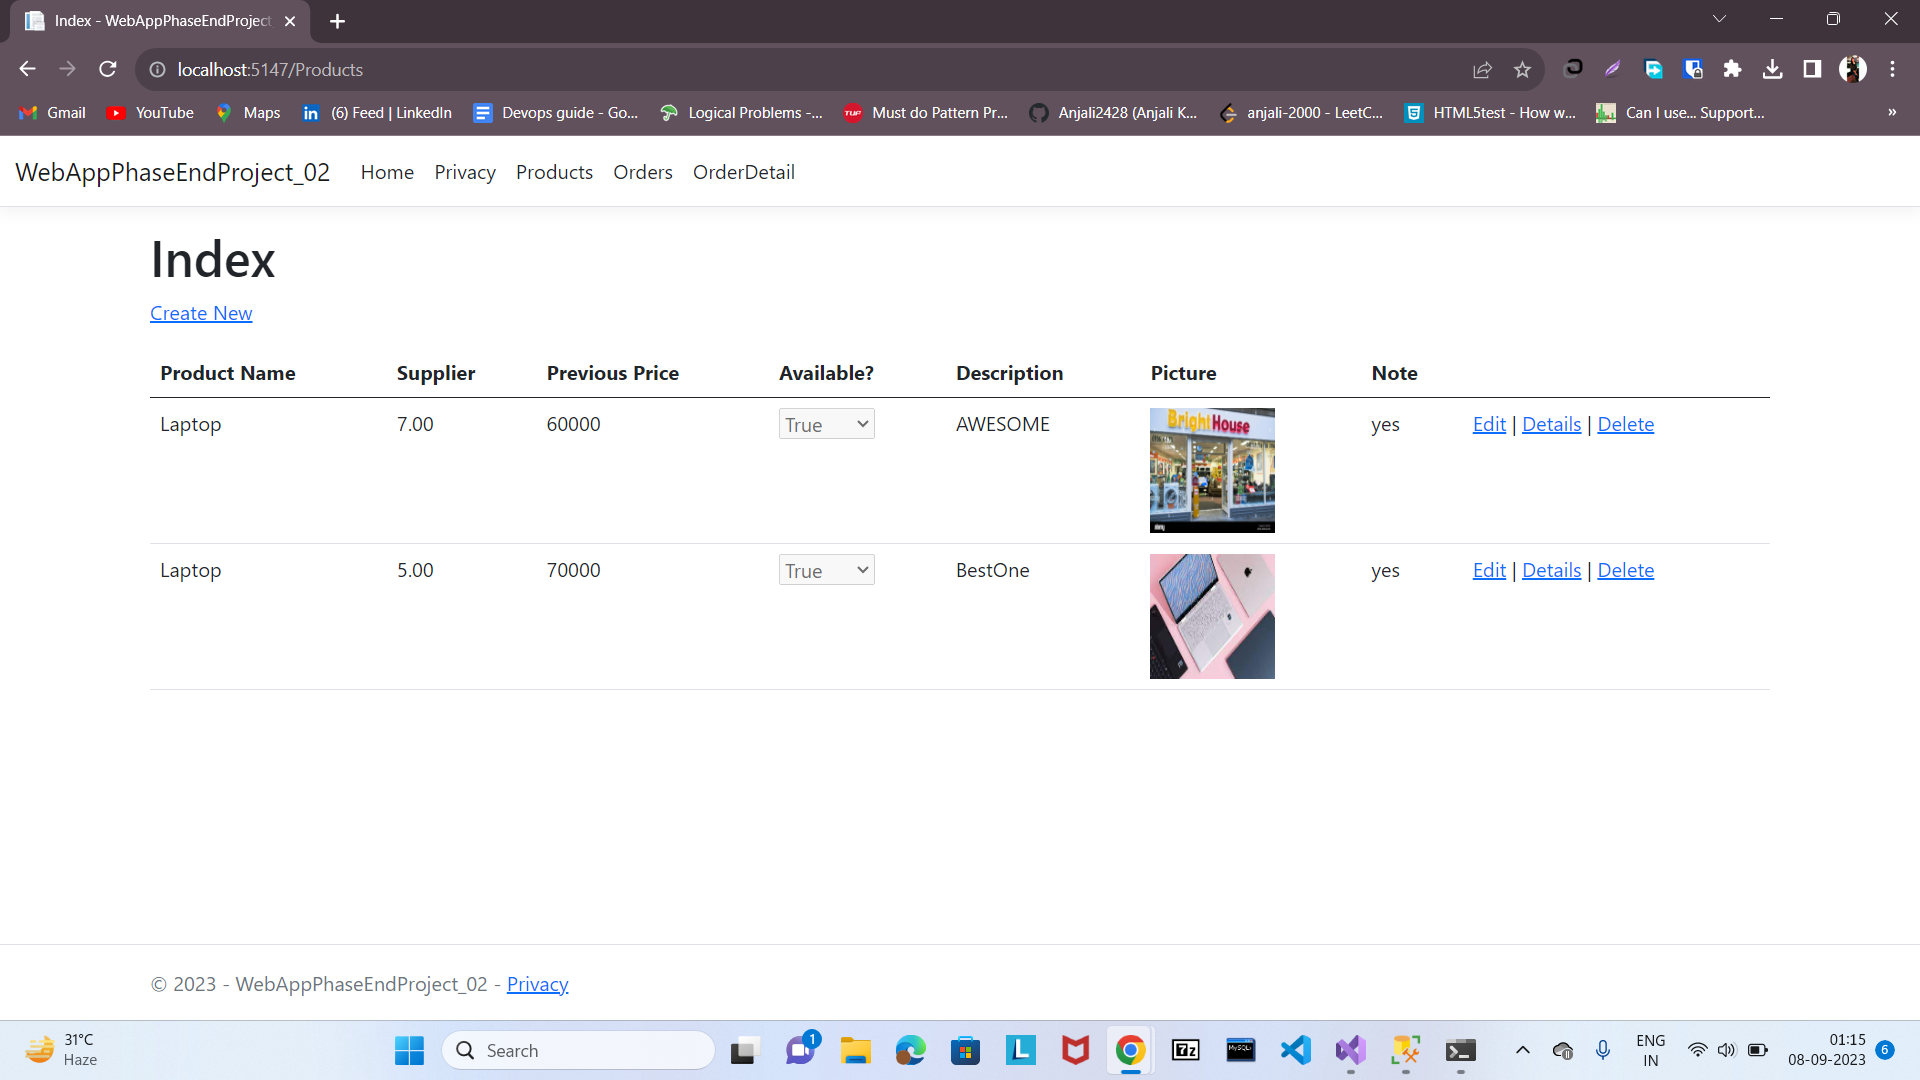 Index - WebAppPhaseEndProject
localhost:5147/Products
Gmail YouTube Maps (6) Feed | LinkedIn Devops guide - Go... Logical Problems -... Must do Pattern Pr... Anjali2428 (Anjali K... anjali-2000 - LeetC... HTML5test - How w... Can I use... Support... »
WebAppPhaseEndProject_02 Home Privacy Products Orders OrderDetail
Index
Create New
Product Name Supplier Previous Price Available? Description Picture Note
Laptop 7.00 60000 True AWESOME yes Edit | Details | Delete
BrightHouse
Laptop 5.00 70000 True BestOne yes Edit | Details | Delete
© 2023 - WebAppPhaseEndProject_02 - Privacy
31°C
Haze
Search
1
ENG
IN
01:15
08-09-2023
6